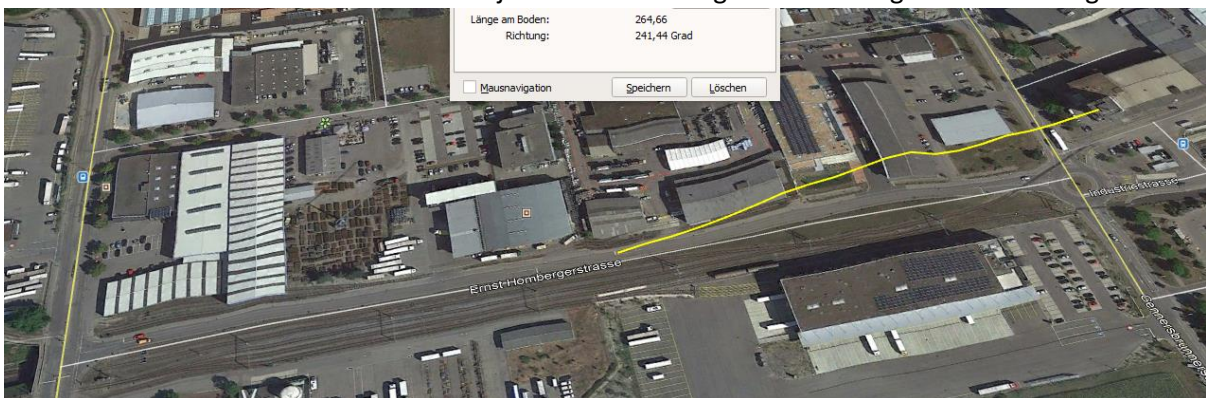 Länge am Boden: 264,66
Richtung: 241,44 Grad
Mausnavigation Speichern Löschen
Industriestrasse
Ernst Hombergerstrasse